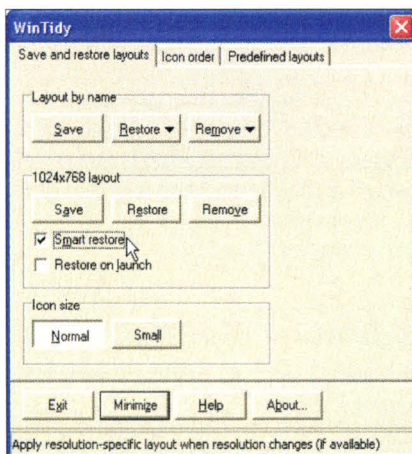 WinTidy
Save and restore layouts Icon order Predefined layouts
Layout by name
Save Restore Remove
1024x768 layout
Save Restore Remove
Smart restore
Restore on launch
Icon size
Normal Small
Exit Minimize Help About...
Apply resolution-specific layout when resolution changes (if available)